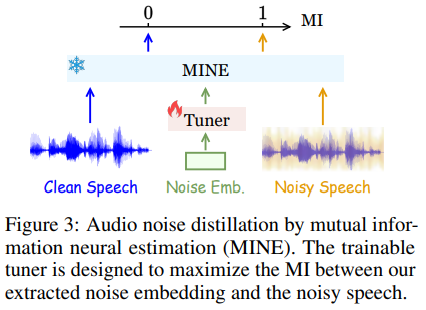 0 1 MI
MINE
Tuner
Clean Speech Noise Emb. Noisy Speech
Figure 3: Audio noise distillation by mutual infor-
mation neural estimation (MINE). The trainable
tuner is designed to maximize the MI between our
extracted noise embedding and the noisy speech.